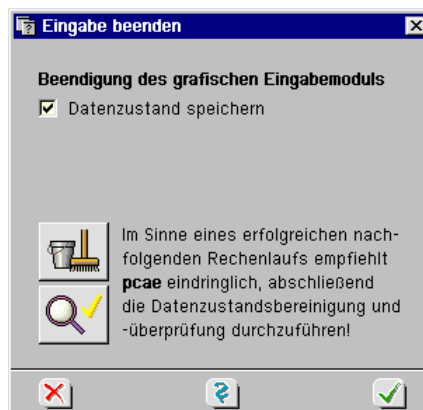 Eingabe beenden
Beendigung des grafischen Eingabemoduls
Datenzustand speichern
Im Sinne eines erfolgreichen nach-
folgenden Rechenlaufs empfiehlt
pcae eindringlich, abschließend
die Datenzustandsbereinigung und
-überprüfung durchzuführen!